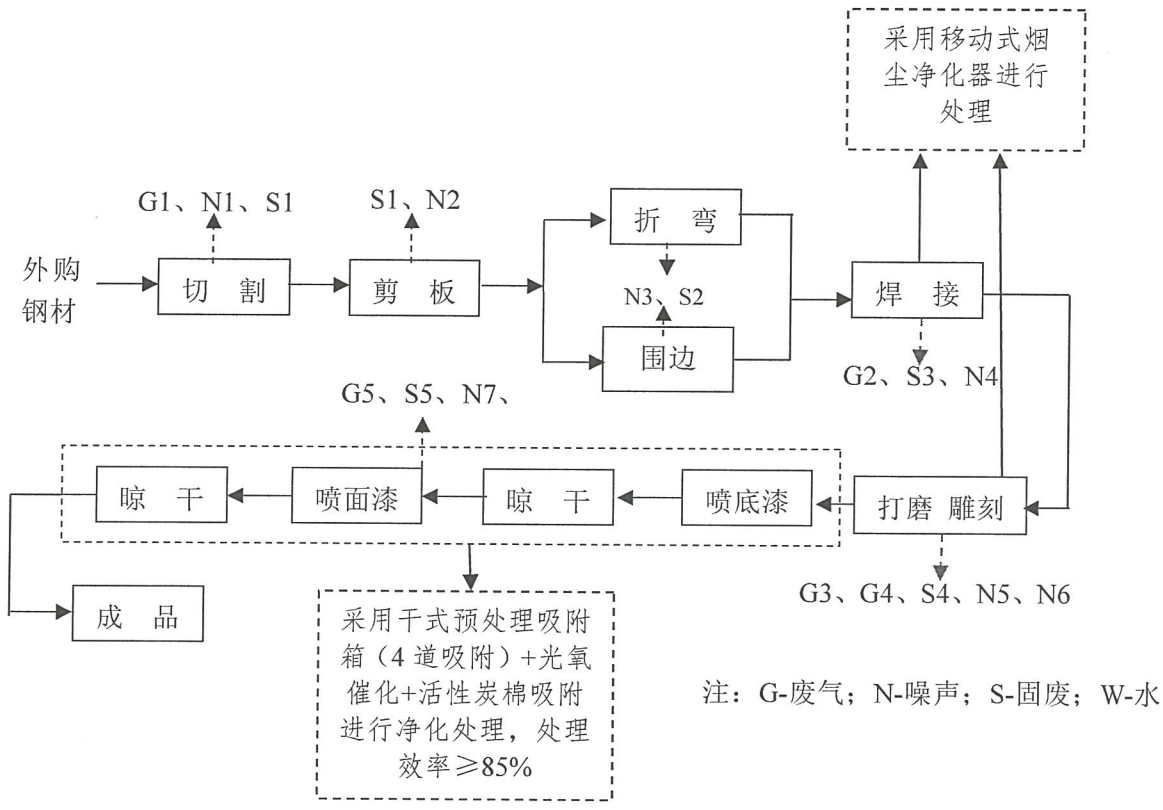 采用移动式烟
尘净化器进行
处理
G1、N1、S1
S1、N2
折 弯
外购
钢材
切 割
剪 板
N3、S2
焊 接
围边
G2、S3、N4
G5、S5、N7、
晾 干
喷面漆
晾 干
喷底漆
打磨 雕刻
G3、G4、S4、N5、N6
成 品
采用干式预处理吸附
箱（4道吸附）+光氧
催化+活性炭棉吸附
进行净化处理，处理
效率≥85%
注：G-废气；N-噪声；S-固废；W-水